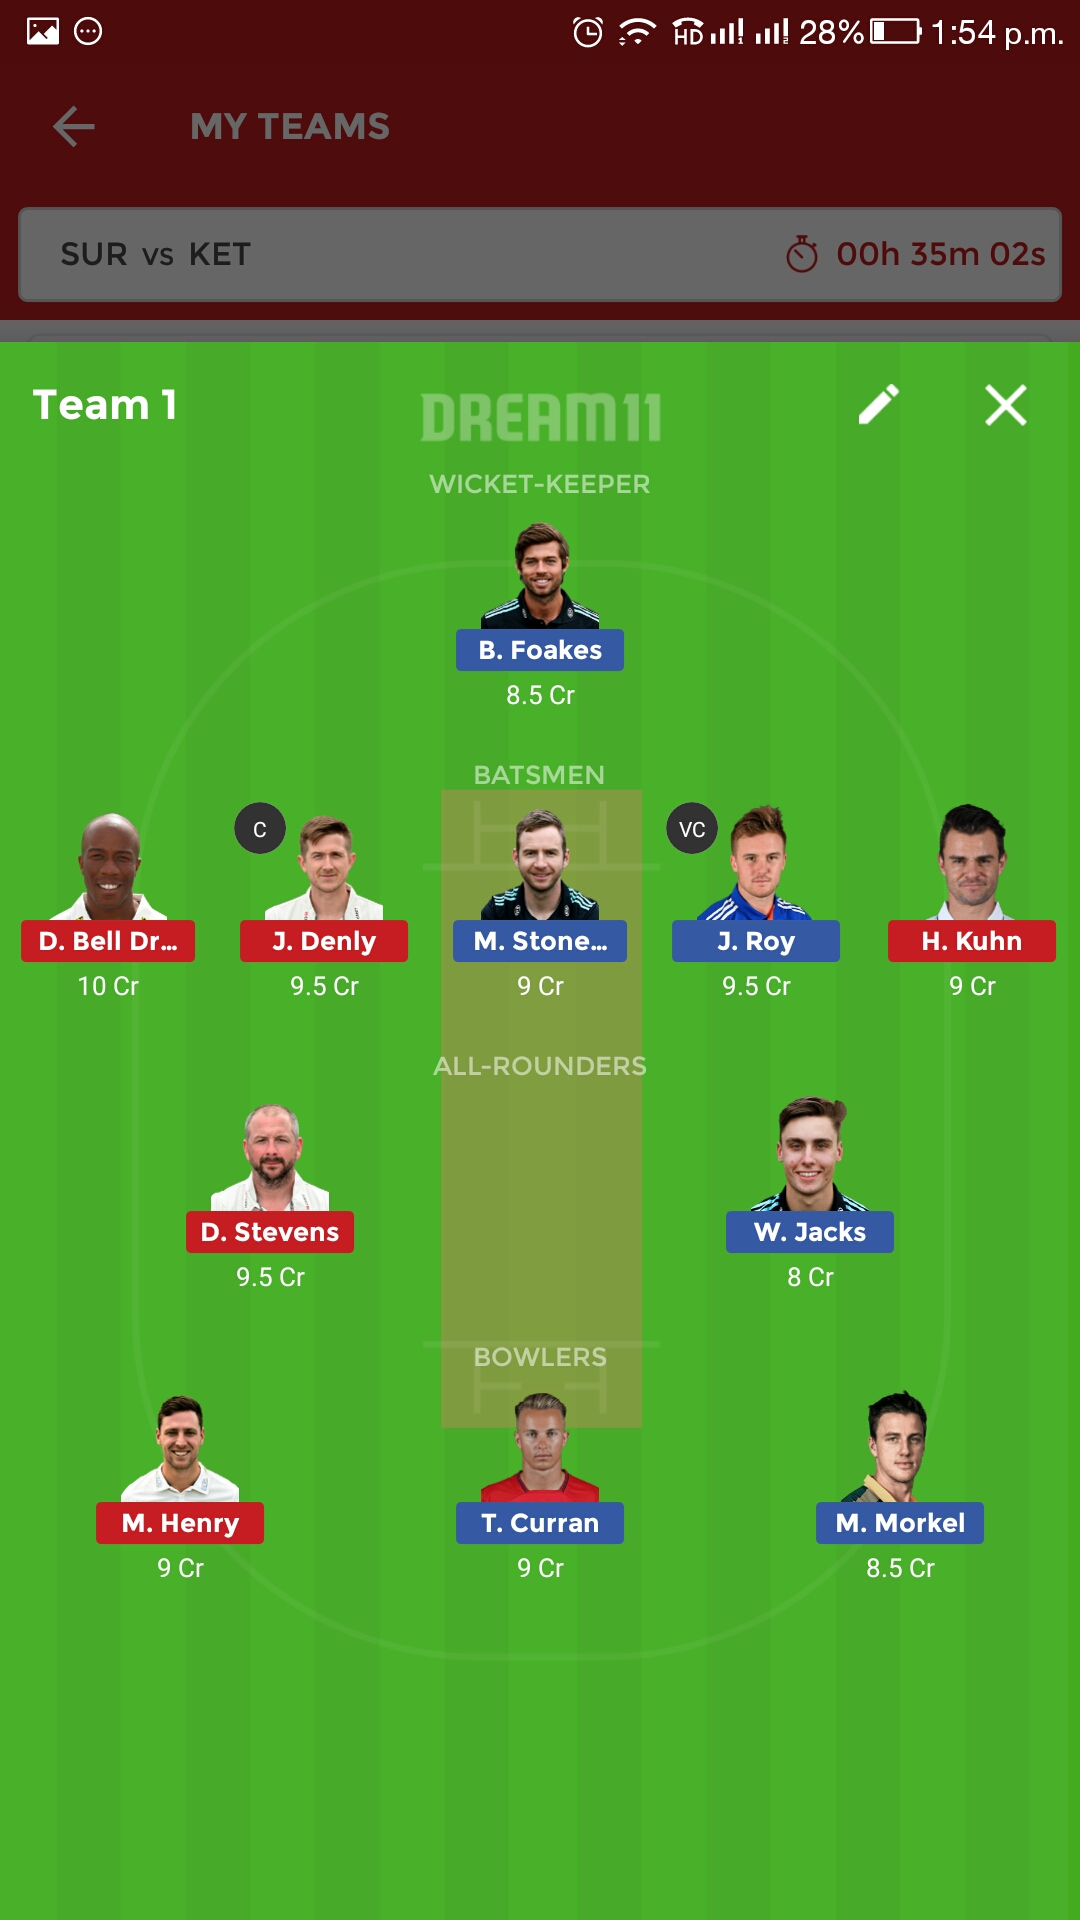 HD 1 2 28% 1:54 p.m.
MY TEAMS
SUR vs KET 00h 35m 02s
Team 1
DREAM11
WICKET-KEEPER
B. Foakes
8.5 Cr
BATSMEN
C VC
D. Bell Dr... J. Denly M. Stone... J. Roy H. Kuhn
10 Cr 9.5 Cr 9 Cr 9.5 Cr 9 Cr
ALL-ROUNDERS
D. Stevens W. Jacks
9.5 Cr 8 Cr
BOWLERS
M. Henry T. Curran M. Morkel
9 Cr 9 Cr 8.5 Cr